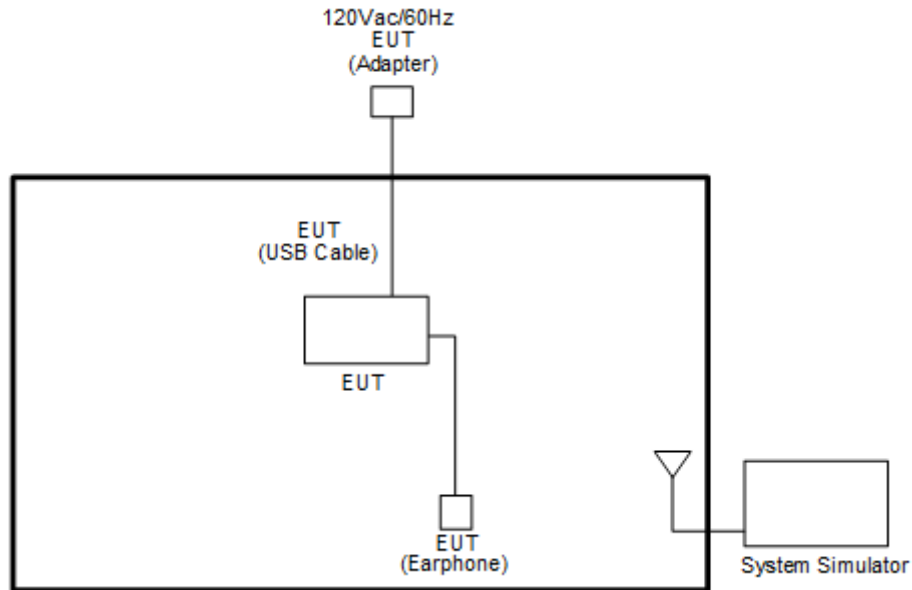 120Vac/60Hz
EUT
(Adapter)
EUT
(USB Cable)
EUT
EUT
(Earphone)
System Simulator